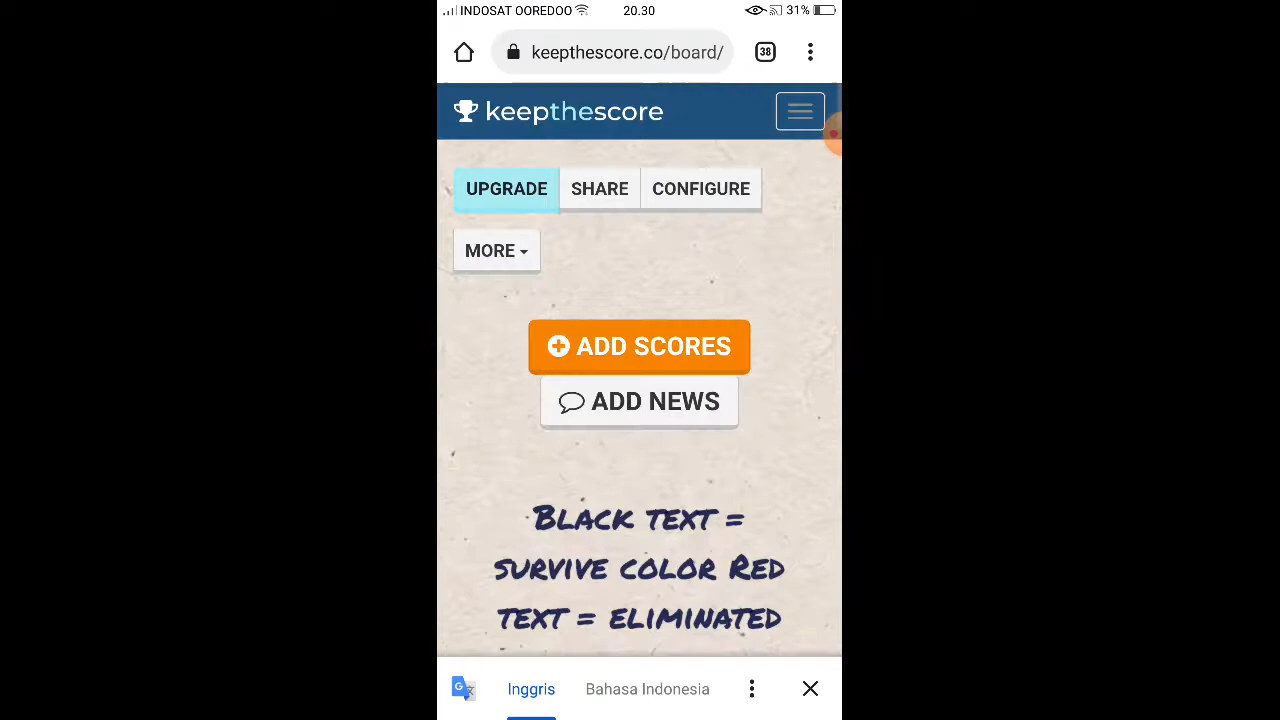 INDOSAT OOREDOO 20.30 31%
keepthescore.co/board/ 38
keepthescore
UPGRADE SHARE CONFIGURE
MORE
ADD SCORES
ADD NEWS
BLACK TEXT =
SURVIVE COLOR RED
TEXT = ELIMINATED
Inggris Bahasa Indonesia